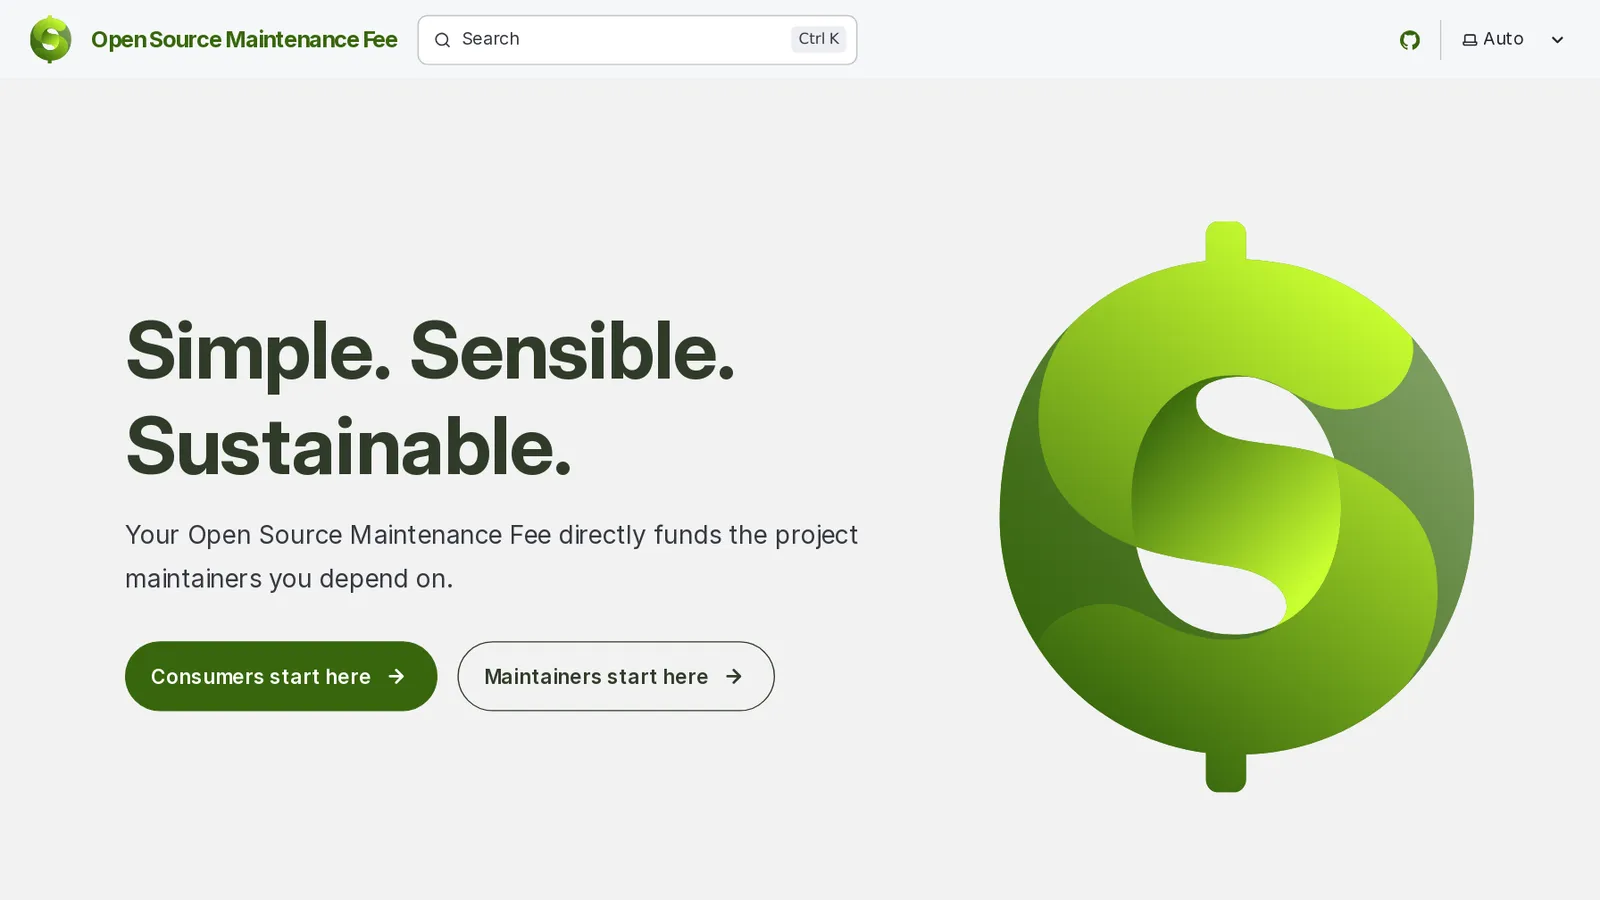 Open Source Maintenance Fee
Search
Ctrl K
Auto
Simple. Sensible.
Sustainable.
Your Open Source Maintenance Fee directly funds the project
maintainers you depend on.
Consumers start here
Maintainers start here